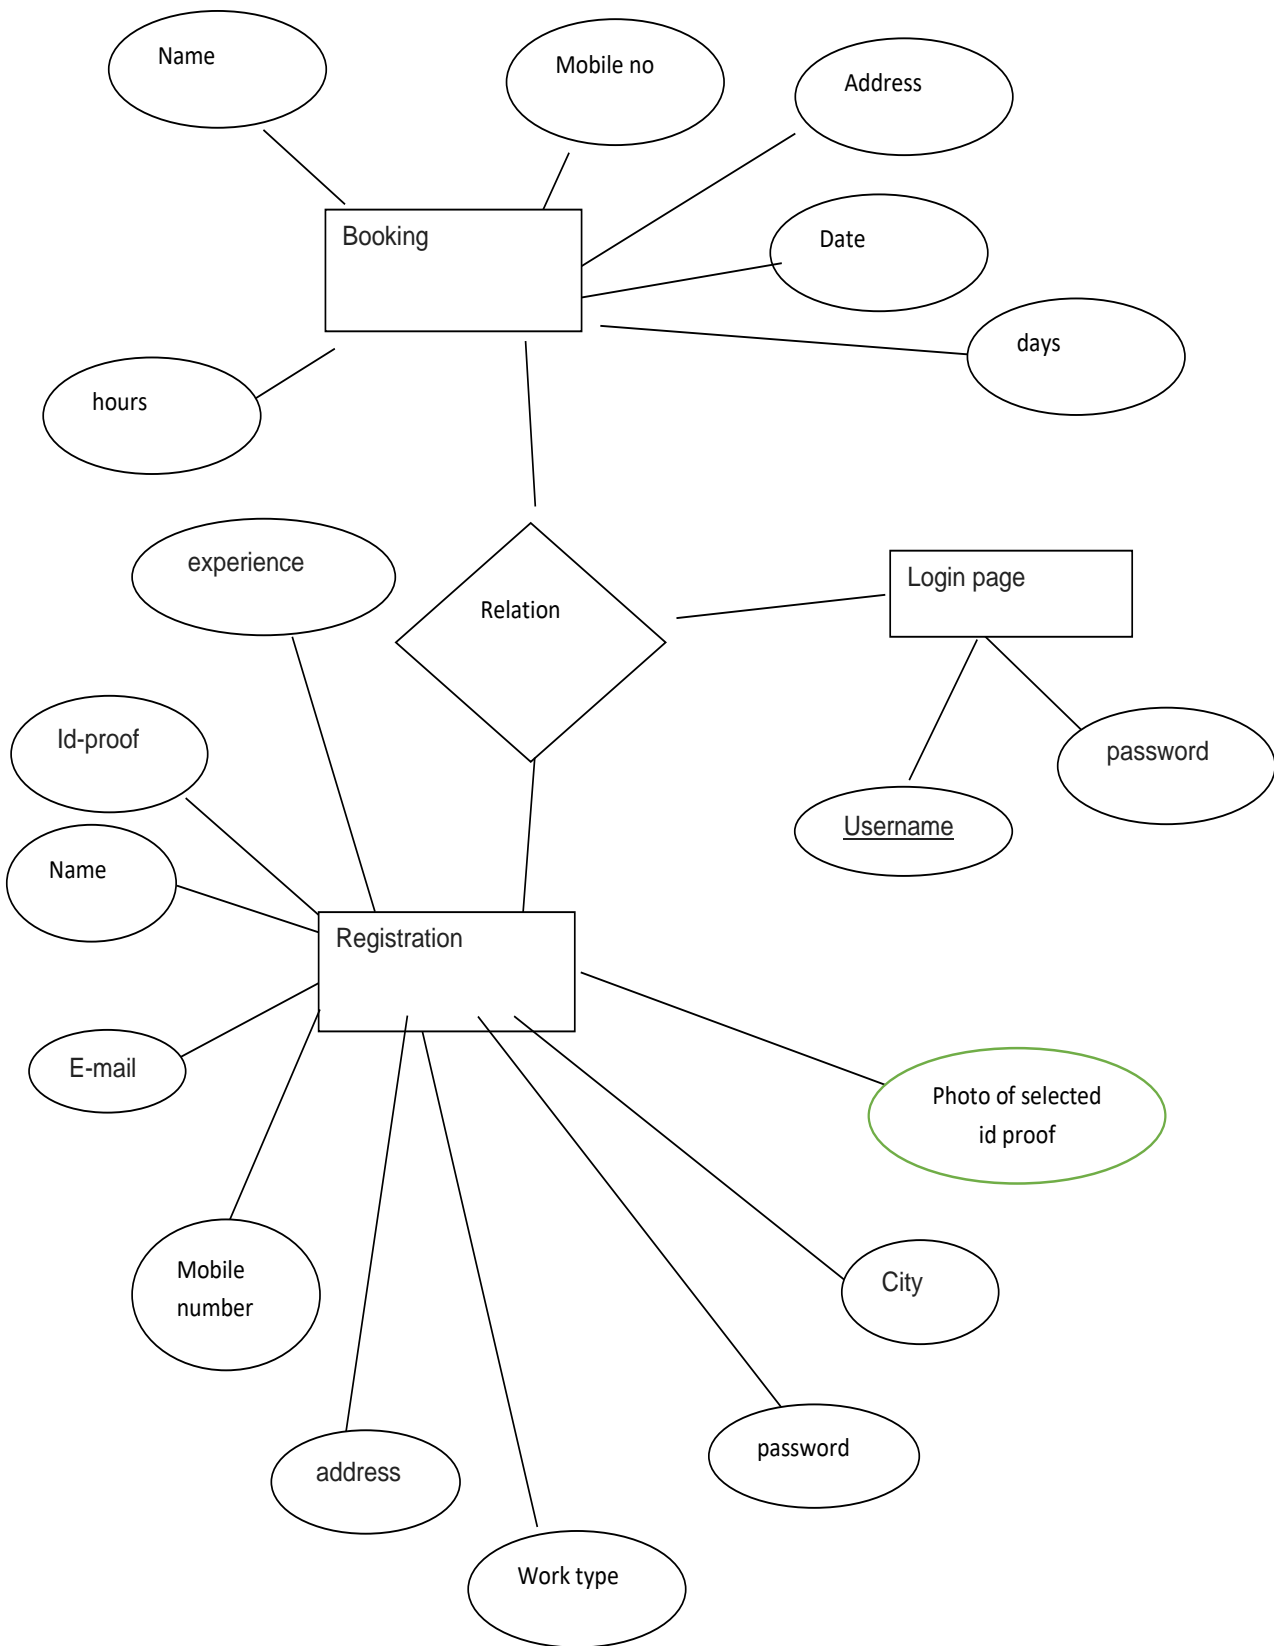 Name
Mobile no
Address
Booking
Date
days
hours
experience
Login page
Relation
Id-proof
password
Username
Name
Registration
E-mail
Photo of selected
id proof
Mobile
number
City
password
address
Work type